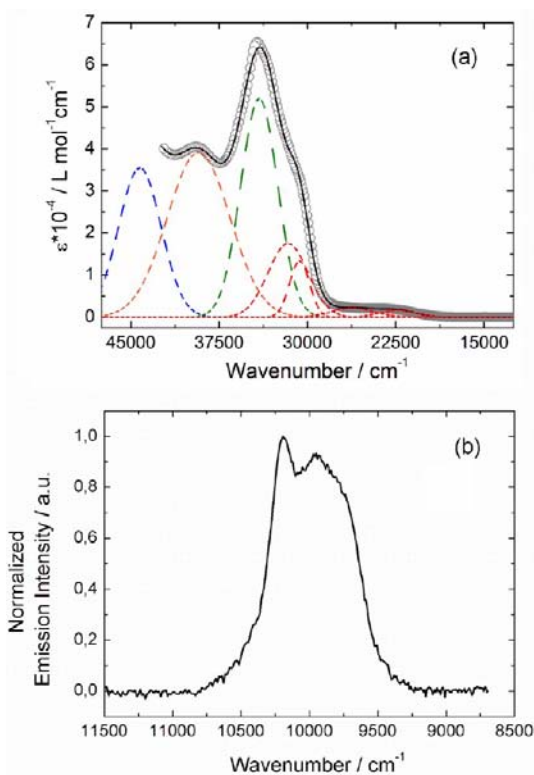 7
6
5
4
3
2
1
0
ε*10⁻⁴ / L mol⁻¹cm⁻¹
(a)
45000 37500 30000 22500 15000
Wavenumber / cm⁻¹
1,0
0,8
0,6
0,4
0,2
0,0
Normalized
Emission Intensity / a.u.
(b)
11500 11000 10500 10000 9500 9000 8500
Wavenumber / cm⁻¹